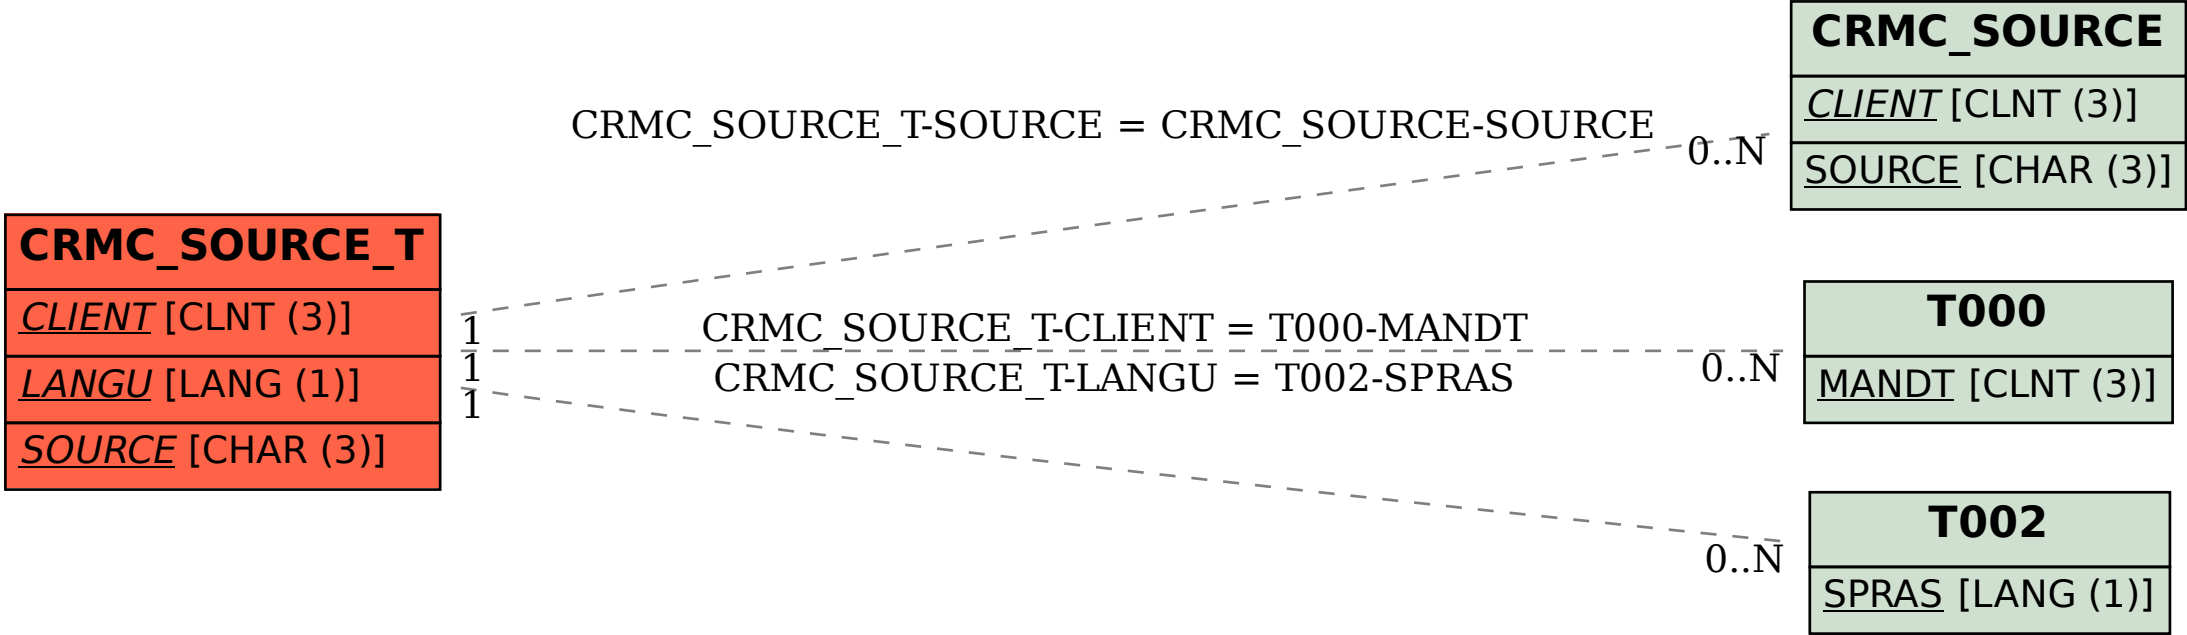 CRMC_SOURCE_T
CLIENT [CLNT (3)]
LANGU [LANG (1)]
SOURCE [CHAR (3)]
CRMC_SOURCE_T-SOURCE = CRMC_SOURCE-SOURCE
0..N
1
CRMC_SOURCE_T-CLIENT = T000-MANDT
0..N
1
CRMC_SOURCE_T-LANGU = T002-SPRAS
0..N
1
CRMC_SOURCE
CLIENT [CLNT (3)]
SOURCE [CHAR (3)]
T000
MANDT [CLNT (3)]
T002
SPRAS [LANG (1)]